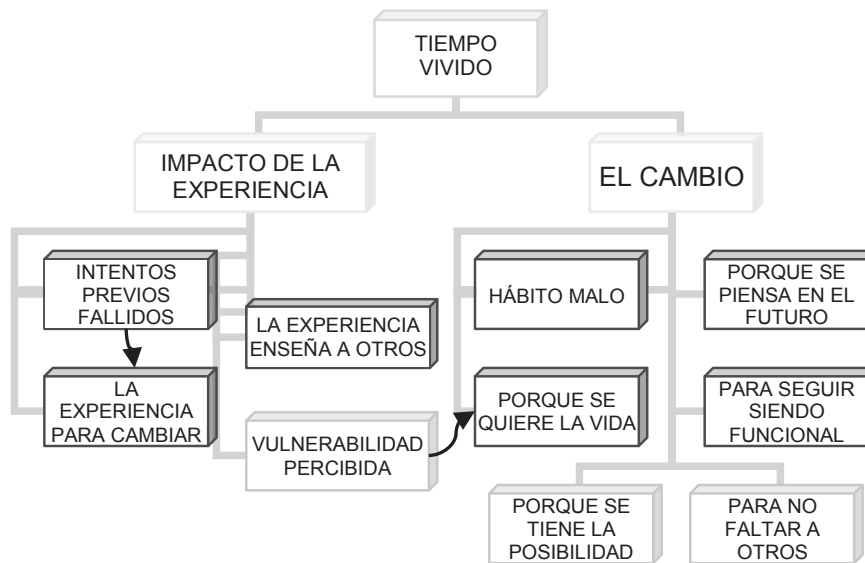 TIEMPO
VIVIDO
IMPACTO DE LA
EXPERIENCIA
EL CAMBIO
INTENTOS
PREVIOS
FALLIDOS
LA EXPERIENCIA
ENSEÑA A OTROS
LA
EXPERIENCIA
PARA CAMBIAR
VULNERABILIDAD
PERCIBIDA
HÁBITO MALO
PORQUE SE
PIENSA EN EL
FUTURO
PORQUE SE
QUIERE LA VIDA
PARA SEGUIR
SIENDO
FUNCIONAL
PORQUE SE
TIENE LA
POSIBILIDAD
PARA NO
FALTAR A
OTROS